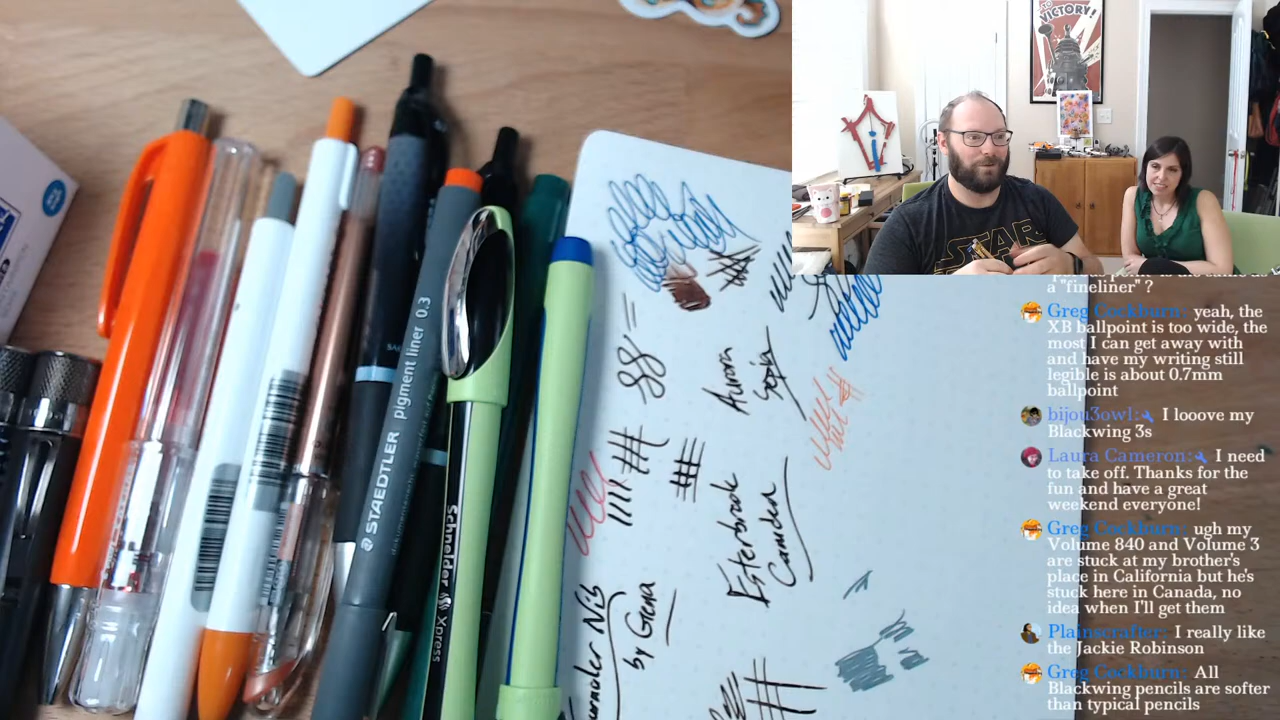 VICTORY!
STAR
a "fineliner" ?
Greg Cockburn: yeah, the
XB ballpoint is too wide, the
most I can get away with
and have my writing still
legible is about 0.7mm
ballpoint
bijou3owl: I looove my
Blackwing 3s
Laura Cameron: I need
to take off. Thanks for the
fun and have a great
weekend everyone!
Greg Cockburn: ugh my
Volume 840 and Volume 3
are stuck at my brother's
place in California but he's
stuck here in Canada, no
idea when I'll get them
Plainscrafter: I really like
the Jackie Robinson
Greg Cockburn: All
Blackwing pencils are softer
than typical pencils
STAEDTLER pigment liner 0.3
Schneider Xpress
Aurora
Esterbrook
Camden
by Gena